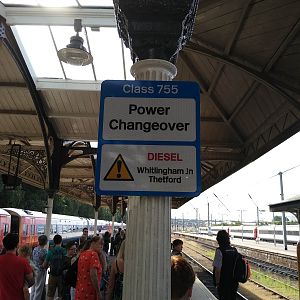 Class 755
Power
Changeover
DIESEL
Whitlingham Jn
Thetford